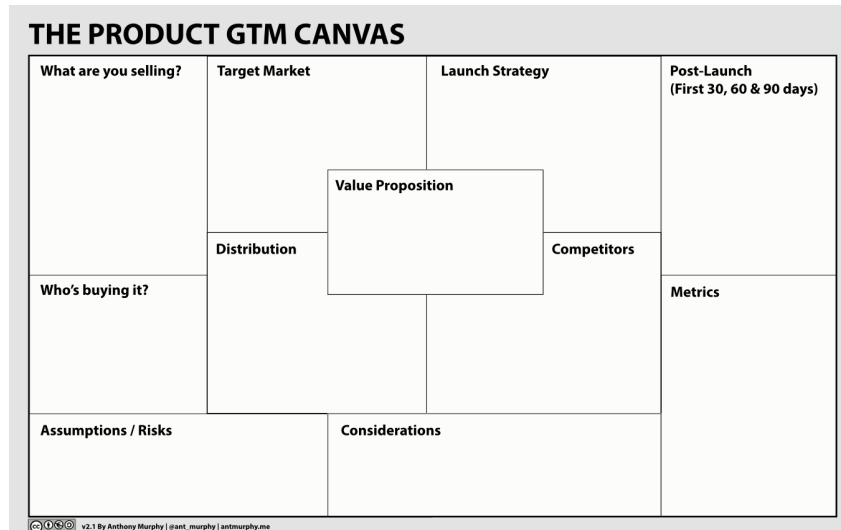 THE PRODUCT GTM CANVAS
What are you selling?
Target Market
Launch Strategy
Post-Launch
(First 30, 60 & 90 days)
Value Proposition
Distribution
Competitors
Who's buying it?
Metrics
Assumptions / Risks
Considerations
v2.1 By Anthony Murphy | @ant_murphy | antmurphy.me